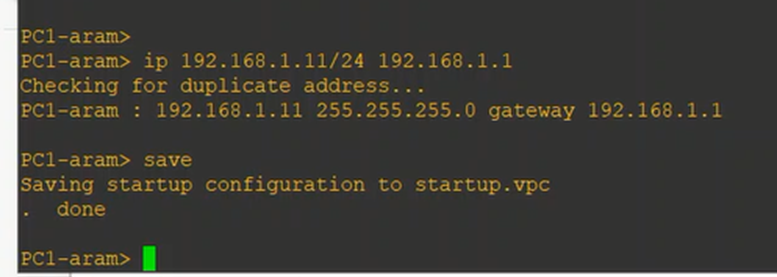 PC1-aram>
PC1-aram> ip 192.168.1.11/24 192.168.1.1
Checking for duplicate address...
PC1-aram : 192.168.1.11 255.255.255.0 gateway 192.168.1.1
PC1-aram> save
Saving startup configuration to startup.vpc
.  done
PC1-aram>